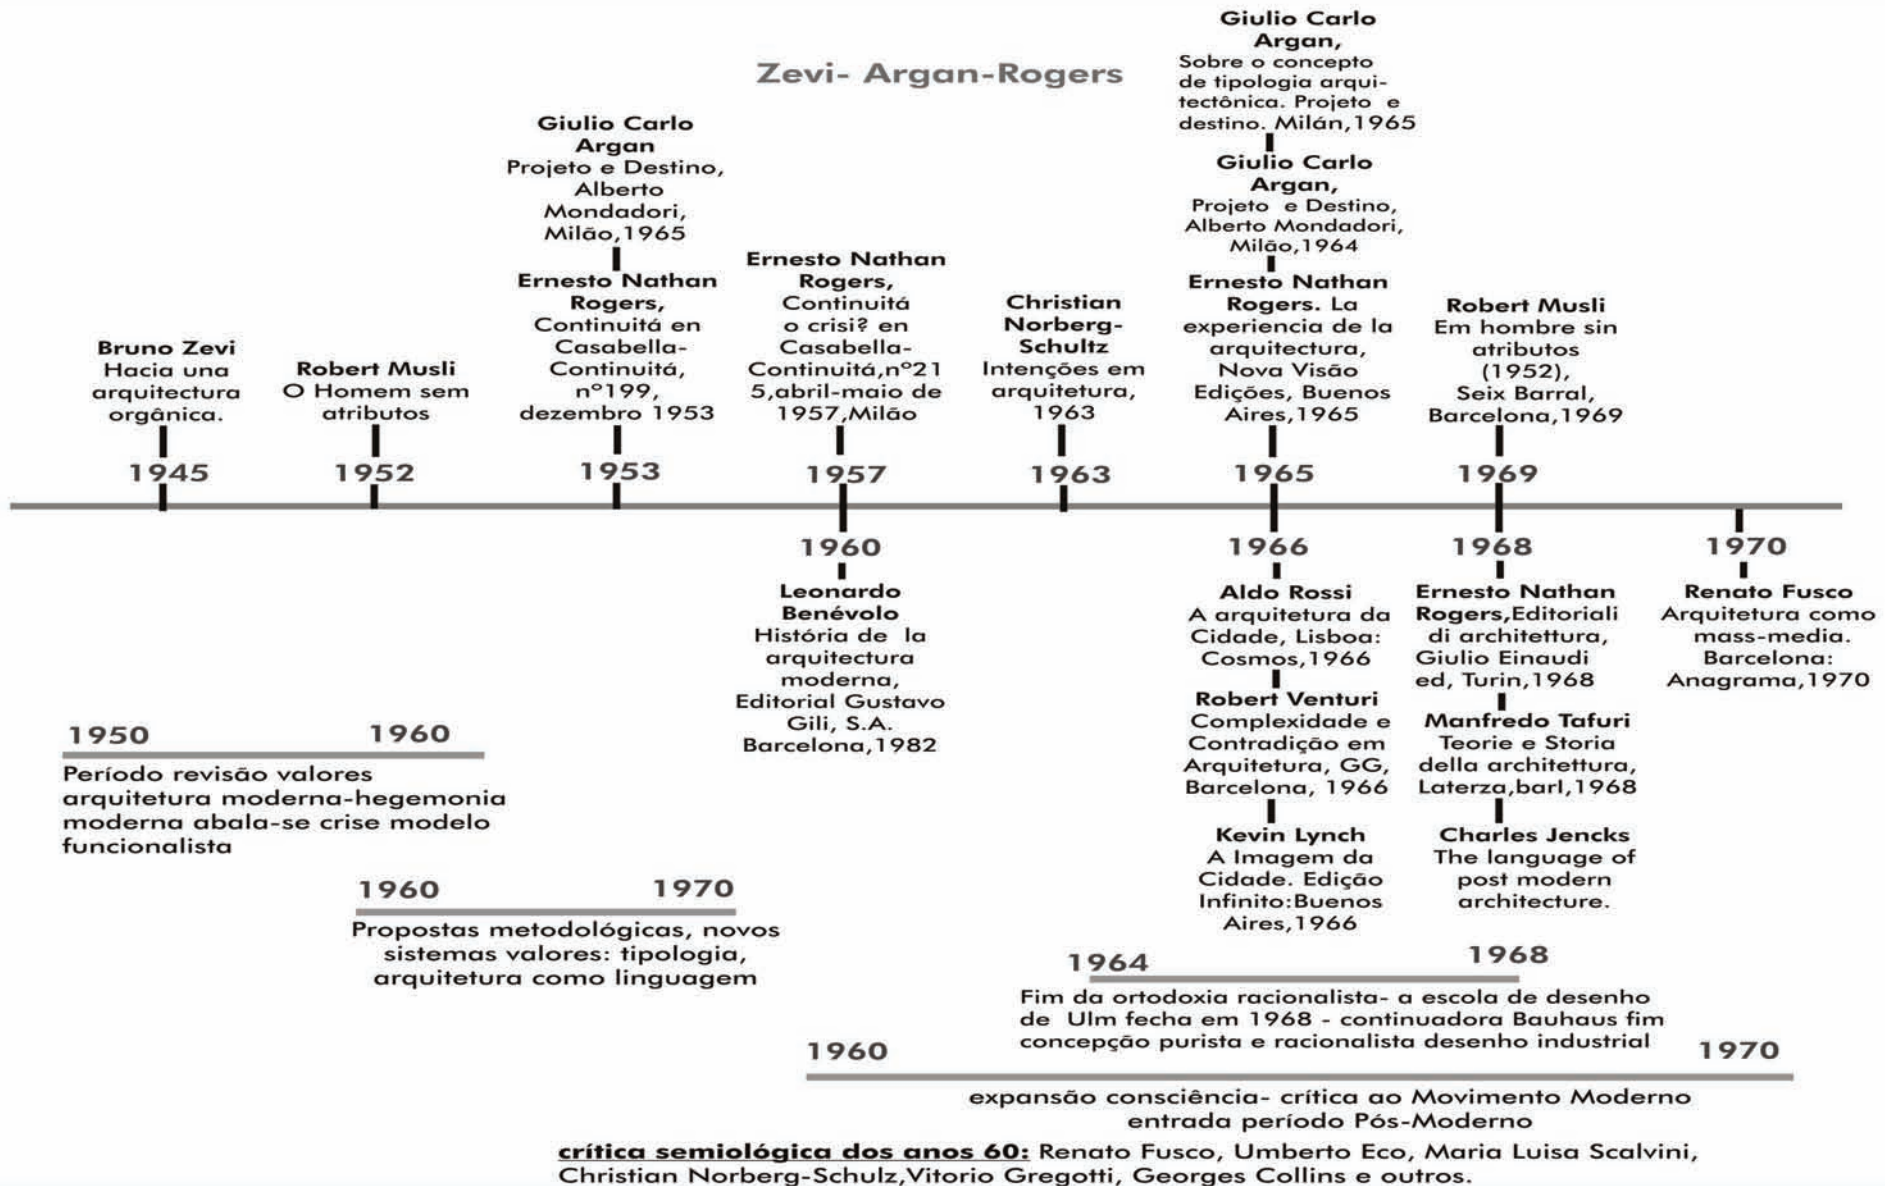 Zevi- Argan-Rogers
Bruno Zevi
Hacia una
arquitectura
orgânica.
1945
Robert Musli
O Homem sem
atributos
1952
Giulio Carlo
Argan
Projeto e Destino,
Alberto
Mondadori,
Milão,1965
Ernesto Nathan
Rogers,
Continuitá en
Casabella-
Continuitá,
nº199,
dezembro 1953
1953
Ernesto Nathan
Rogers,
Continuitá
o crisi? en
Casabella-
Continuitá,nº21
5,abril-maio de
1957,Milão
1957
Christian
Norberg-
Schultz
Intenções em
arquitetura,
1963
1963
Giulio Carlo
Argan,
Sobre o concepto
de tipologia arqui-
tectônica. Projeto e
destino. Milán,1965
Giulio Carlo
Argan,
Projeto e Destino,
Alberto Mondadori,
Milão,1964
Ernesto Nathan
Rogers. La
experiencia de la
arquitectura,
Nova Visão
Edições, Buenos
Aires,1965
1965
Robert Musli
Em hombre sin
atributos
(1952),
Seix Barral,
Barcelona,1969
1969
1960
Leonardo
Benévolo
História de la
arquitectura
moderna,
Editorial Gustavo
Gili, S.A.
Barcelona,1982
1966
Aldo Rossi
A arquitetura da
Cidade, Lisboa:
Cosmos,1966
Robert Venturi
Complexidade e
Contradição em
Arquitetura, GG,
Barcelona, 1966
Kevin Lynch
A Imagem da
Cidade. Edição
Infinito:Buenos
Aires,1966
1968
Ernesto Nathan
Rogers,Editoriali
di architettura,
Giulio Einaudi
ed, Turin,1968
Manfredo Tafuri
Teorie e Storia
della architettura,
Laterza,barI,1968
Charles Jencks
The language of
post modern
architecture.
1970
Renato Fusco
Arquitetura como
mass-media.
Barcelona:
Anagrama,1970
1950 1960
Período revisão valores
arquitetura moderna-hegemonia
moderna abala-se crise modelo
funcionalista
1960 1970
Propostas metodológicas, novos
sistemas valores: tipologia,
arquitetura como linguagem
1964 1968
Fim da ortodoxia racionalista- a escola de desenho
de Ulm fecha em 1968 - continuadora Bauhaus fim
concepção purista e racionalista desenho industrial
1960 1970
expansão consciência- crítica ao Movimento Moderno
entrada período Pós-Moderno
crítica semiológica dos anos 60: Renato Fusco, Umberto Eco, Maria Luisa Scalvini,
Christian Norberg-Schulz,Vitorio Gregotti, Georges Collins e outros.